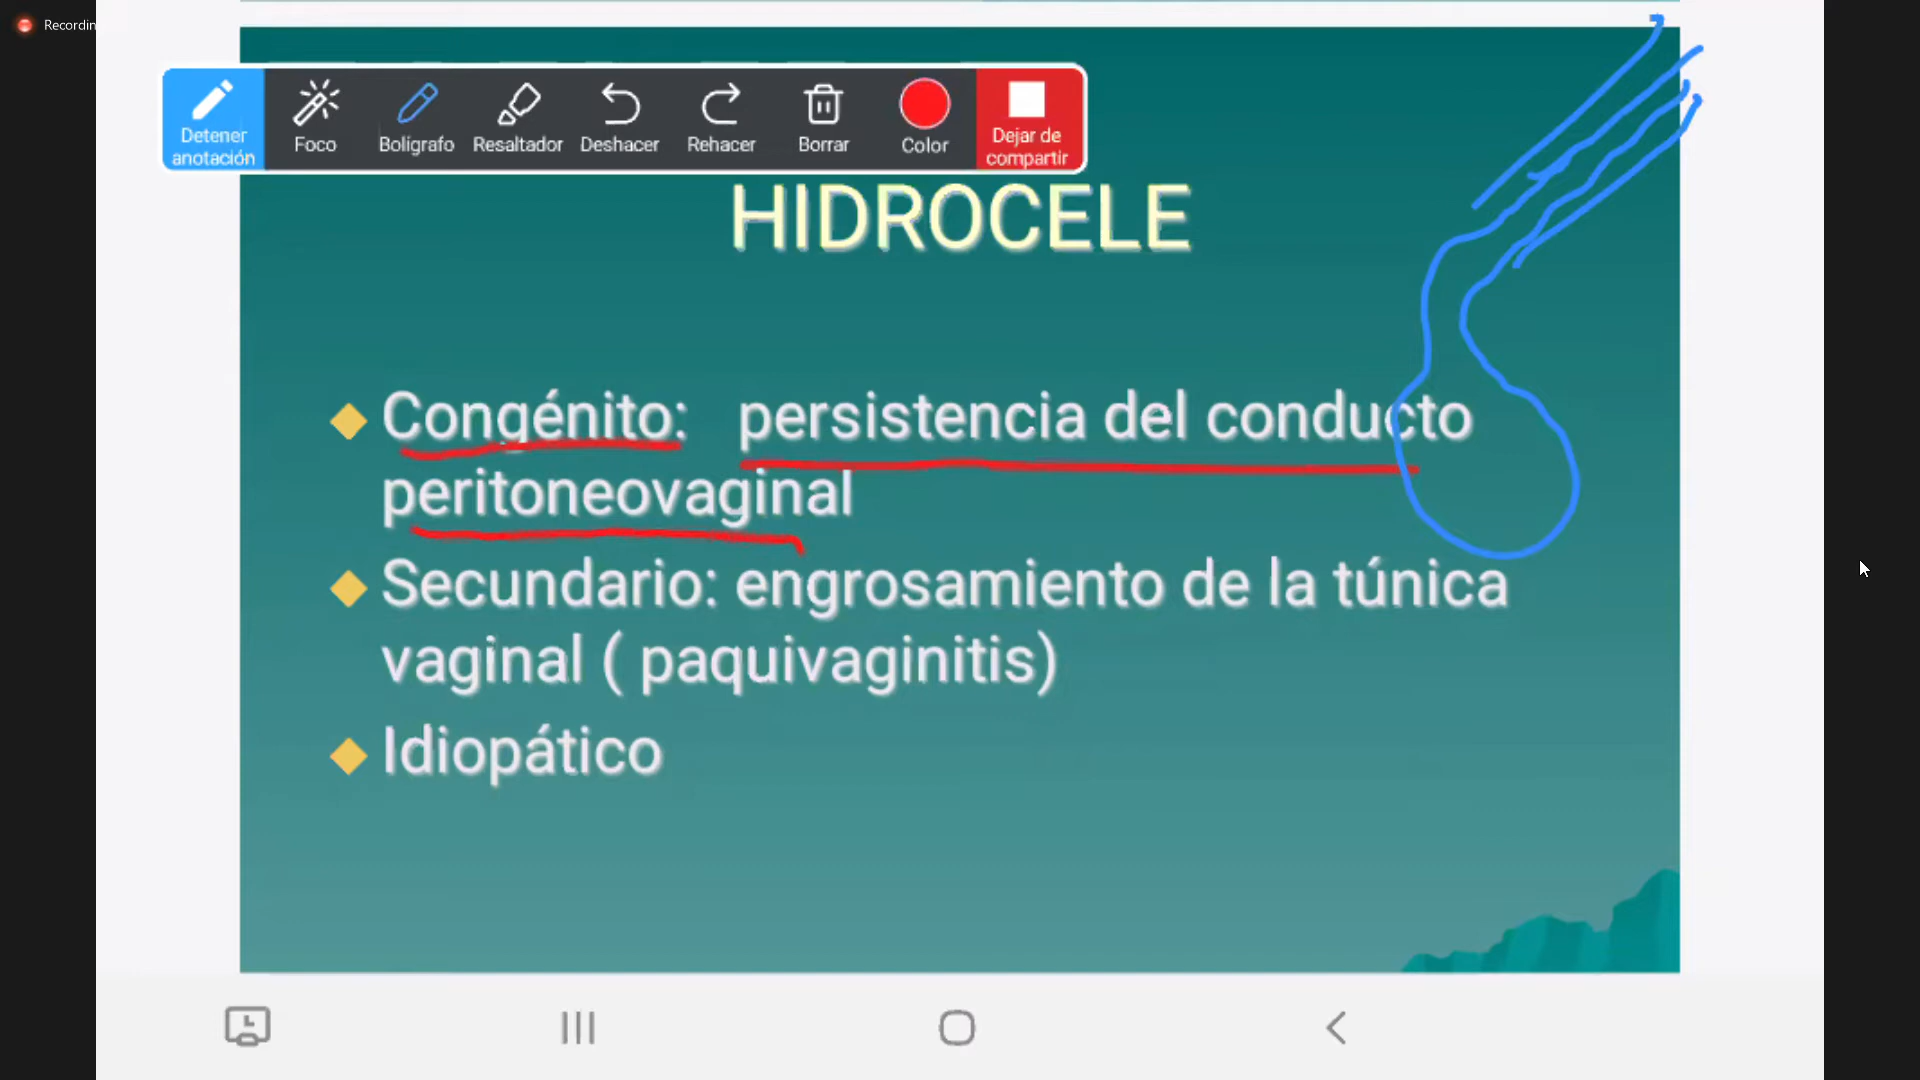 Recordin
Detener
anotación
Foco
Bolígrafo
Resaltador
Deshacer
Rehacer
Borrar
Color
Dejar de
compartir
HIDROCELE
Congénito: persistencia del conducto
peritoneovaginal
Secundario: engrosamiento de la túnica
vaginal ( paquivaginitis)
Idiopático